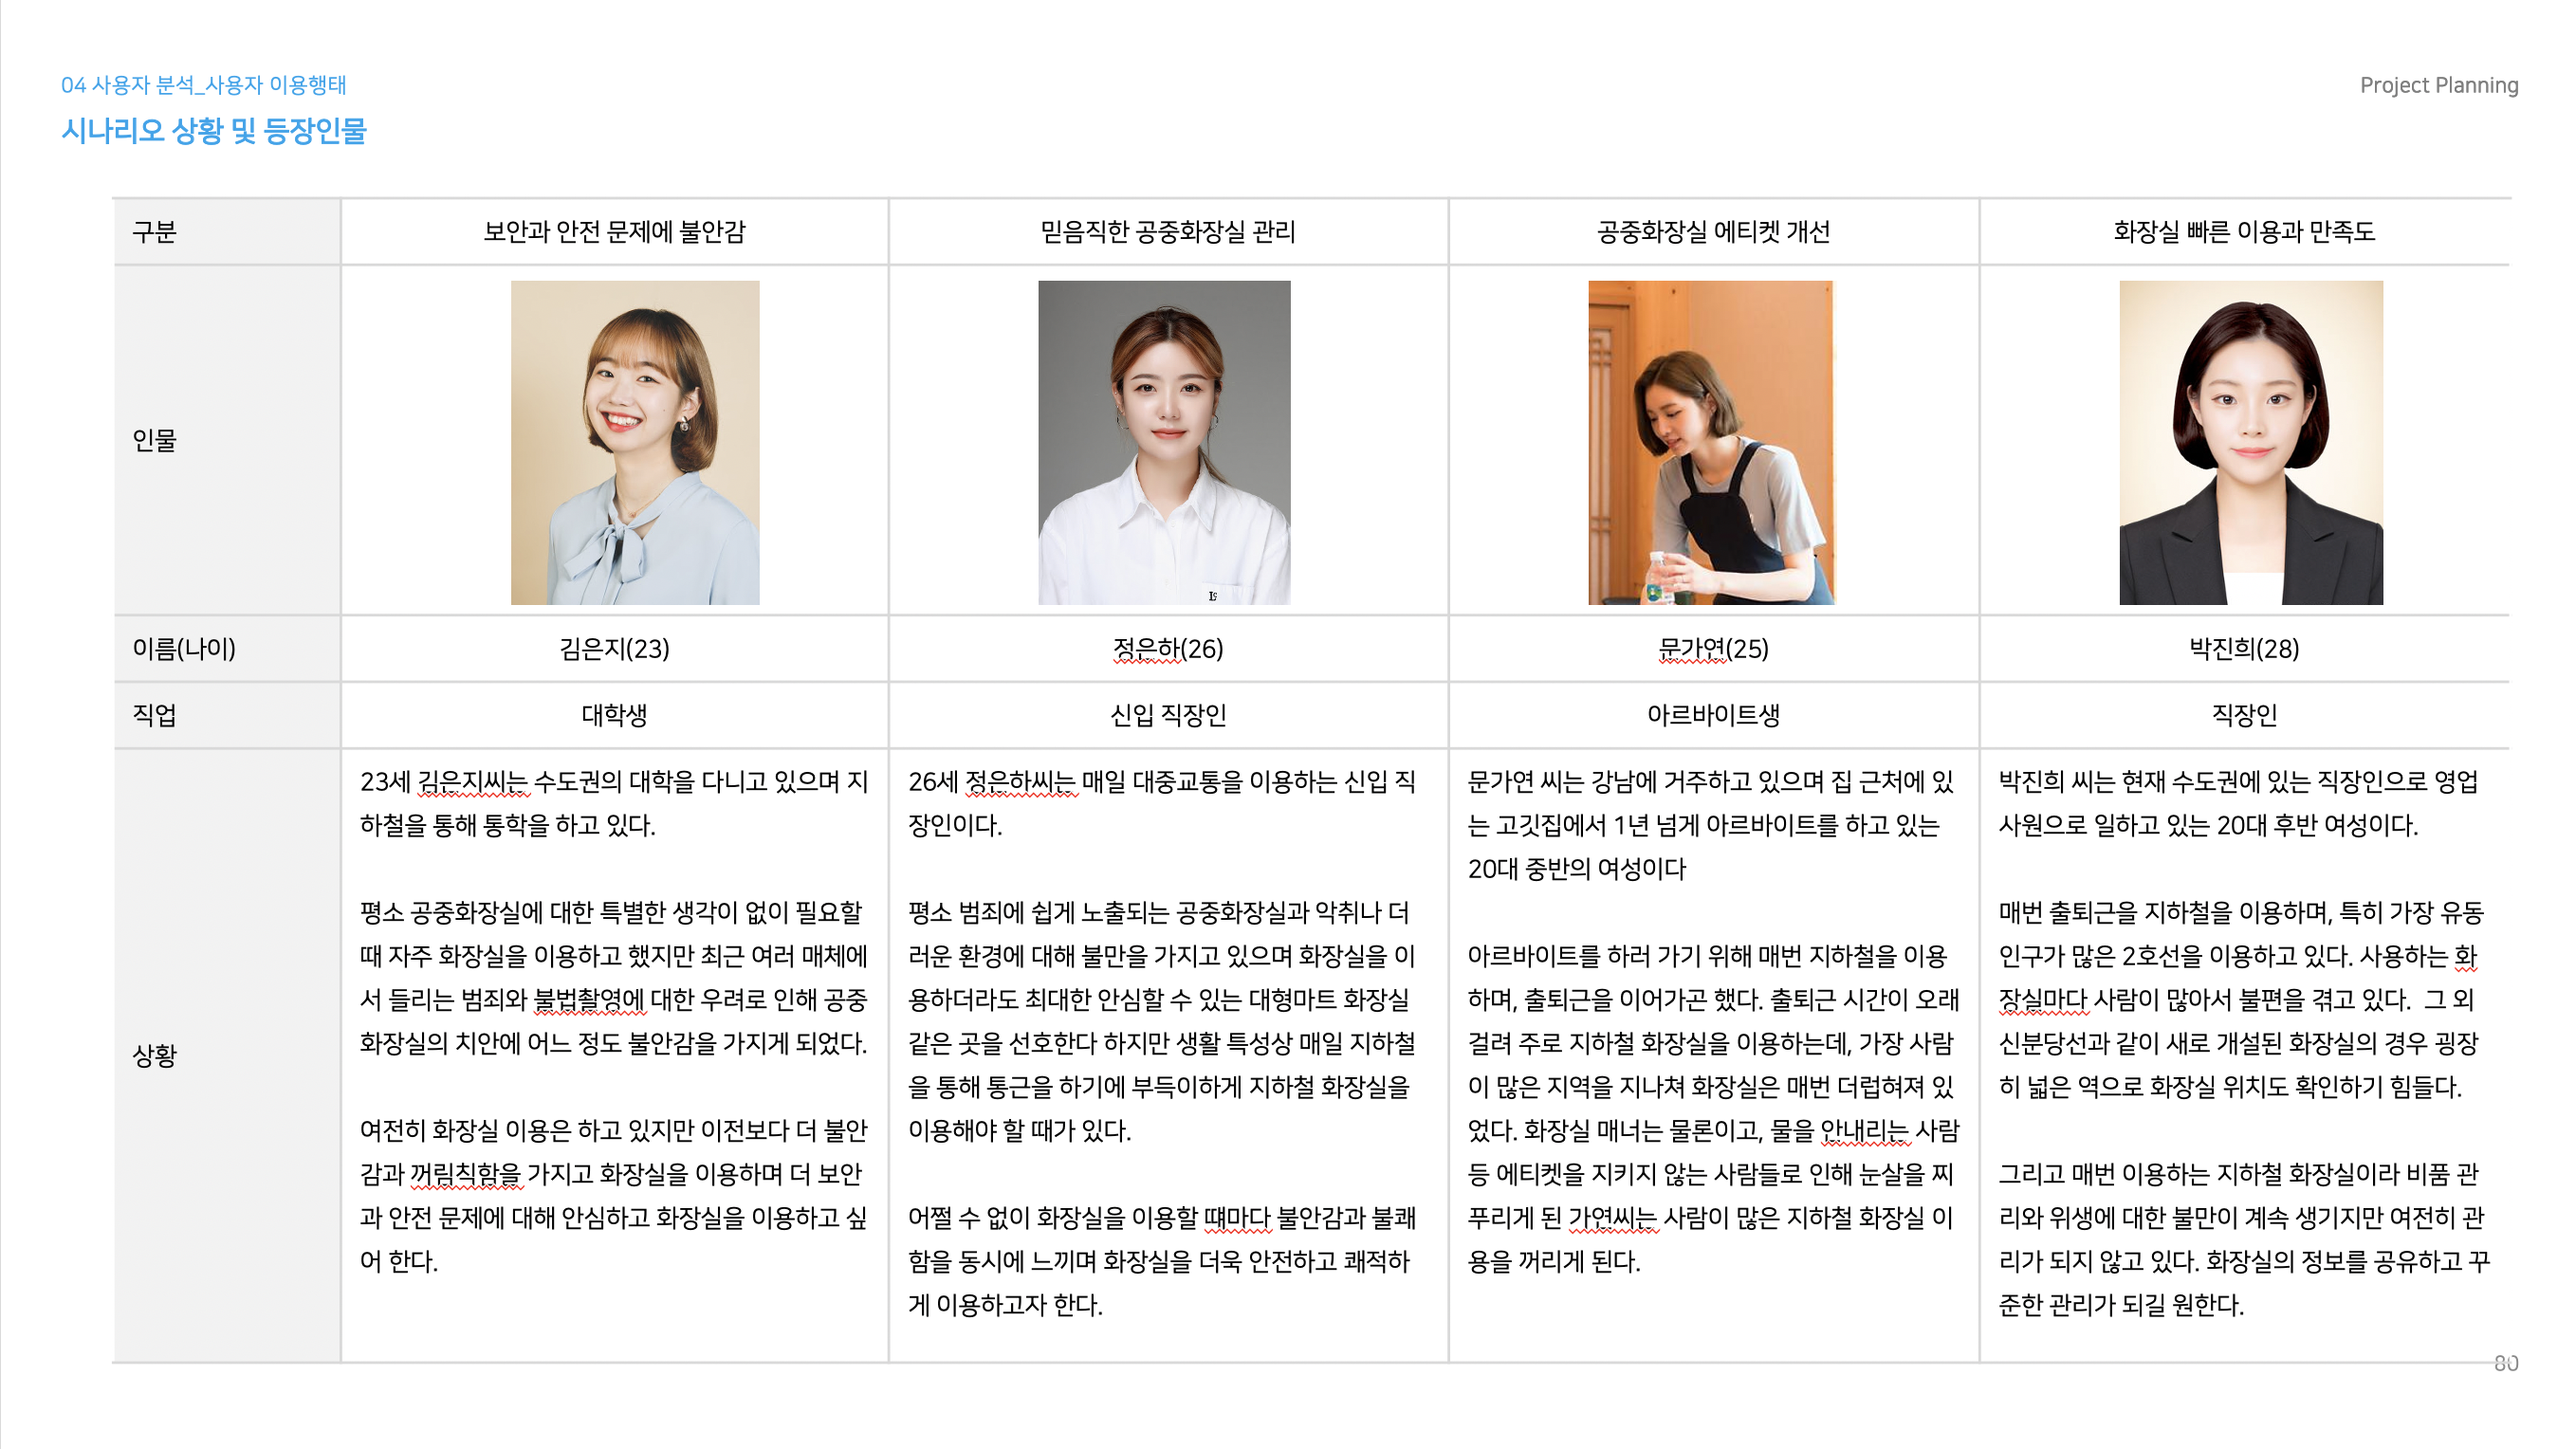 04 사용자 분석_사용자 이용행태
Project Planning
시나리오 상황 및 등장인물
구분
보안과 안전 문제에 불안감
믿음직한 공중화장실 관리
공중화장실 에티켓 개선
화장실 빠른 이용과 만족도
인물
이름(나이)
김은지(23)
정은하(26)
문가연(25)
박진희(28)
직업
대학생
신입 직장인
아르바이트생
직장인
상황
23세 김은지씨는 수도권의 대학을 다니고 있으며 지
하철을 통해 통학을 하고 있다.
평소 공중화장실에 대한 특별한 생각이 없이 필요할
때 자주 화장실을 이용하고 했지만 최근 여러 매체에
서 들리는 범죄와 불법촬영에 대한 우려로 인해 공중
화장실의 치안에 어느 정도 불안감을 가지게 되었다.
여전히 화장실 이용은 하고 있지만 이전보다 더 불안
감과 꺼림칙함을 가지고 화장실을 이용하며 더 보안
과 안전 문제에 대해 안심하고 화장실을 이용하고 싶
어 한다.
26세 정은하씨는 매일 대중교통을 이용하는 신입 직
장인이다.
평소 범죄에 쉽게 노출되는 공중화장실과 악취나 더
러운 환경에 대해 불만을 가지고 있으며 화장실을 이
용하더라도 최대한 안심할 수 있는 대형마트 화장실
같은 곳을 선호한다 하지만 생활 특성상 매일 지하철
을 통해 통근을 하기에 부득이하게 지하철 화장실을
이용해야 할 때가 있다.
어쩔 수 없이 화장실을 이용할 떄마다 불안감과 불쾌
함을 동시에 느끼며 화장실을 더욱 안전하고 쾌적하
게 이용하고자 한다.
문가연 씨는 강남에 거주하고 있으며 집 근처에 있
는 고깃집에서 1년 넘게 아르바이트를 하고 있는
20대 중반의 여성이다
아르바이트를 하러 가기 위해 매번 지하철을 이용
하며, 출퇴근을 이어가곤 했다. 출퇴근 시간이 오래
걸려 주로 지하철 화장실을 이용하는데, 가장 사람
이 많은 지역을 지나쳐 화장실은 매번 더럽혀져 있
었다. 화장실 매너는 물론이고, 물을 안내리는 사람
등 에티켓을 지키지 않는 사람들로 인해 눈살을 찌
푸리게 된 가연씨는 사람이 많은 지하철 화장실 이
용을 꺼리게 된다.
박진희 씨는 현재 수도권에 있는 직장인으로 영업
사원으로 일하고 있는 20대 후반 여성이다.
매번 출퇴근을 지하철을 이용하며, 특히 가장 유동
인구가 많은 2호선을 이용하고 있다. 사용하는 화
장실마다 사람이 많아서 불편을 겪고 있다. 그 외
신분당선과 같이 새로 개설된 화장실의 경우 굉장
히 넓은 역으로 화장실 위치도 확인하기 힘들다.
그리고 매번 이용하는 지하철 화장실이라 비품 관
리와 위생에 대한 불만이 계속 생기지만 여전히 관
리가 되지 않고 있다. 화장실의 정보를 공유하고 꾸
준한 관리가 되길 원한다.
80